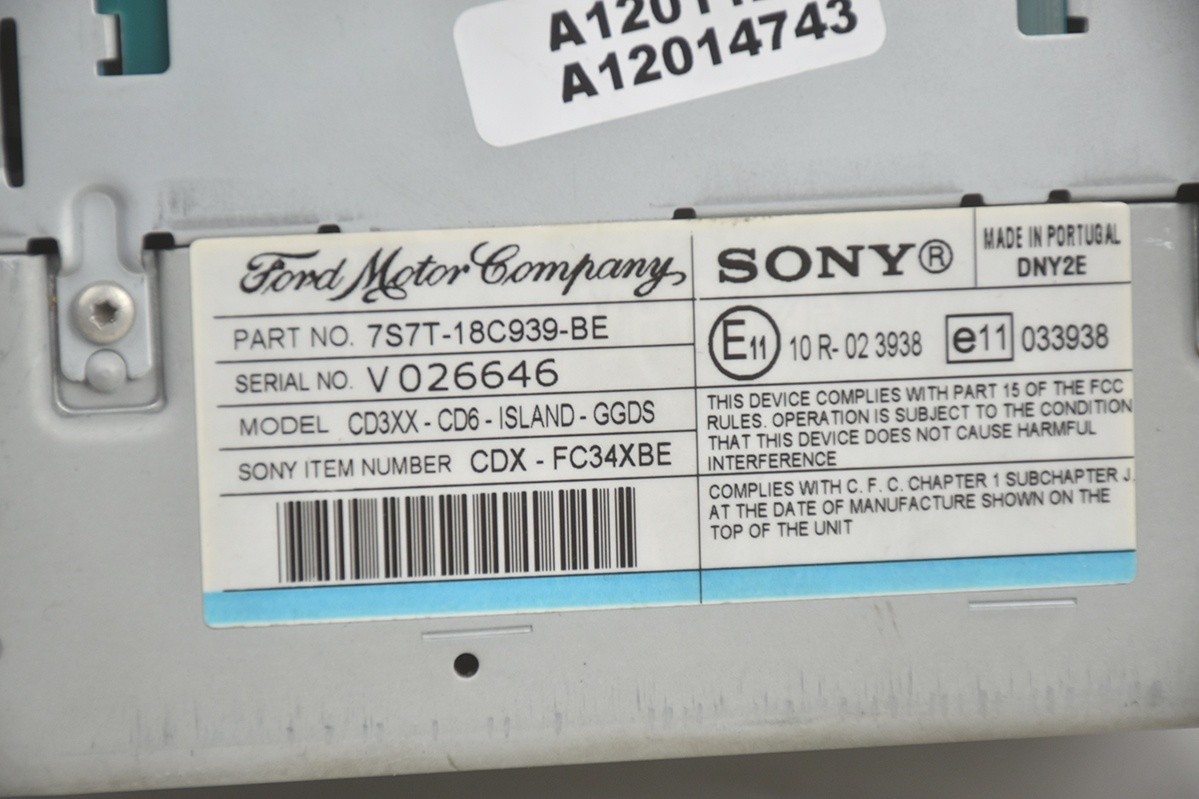 A12014743
Ford Motor Company
PART NO. 7S7T-18C939-BE
SERIAL NO. V 026646
MODEL CD3XX - CD6 - ISLAND - GGDS
SONY ITEM NUMBER CDX - FC34XBE
SONY®
MADE IN PORTUGAL
DNY2E
E11 10 R- 02 3938 e11 033938
THIS DEVICE COMPLIES WITH PART 15 OF THE FCC
RULES. OPERATION IS SUBJECT TO THE CONDITION
THAT THIS DEVICE DOES NOT CAUSE HARMFUL
INTERFERENCE
COMPLIES WITH C. F. C. CHAPTER 1 SUBCHAPTER J.
AT THE DATE OF MANUFACTURE SHOWN ON THE
TOP OF THE UNIT